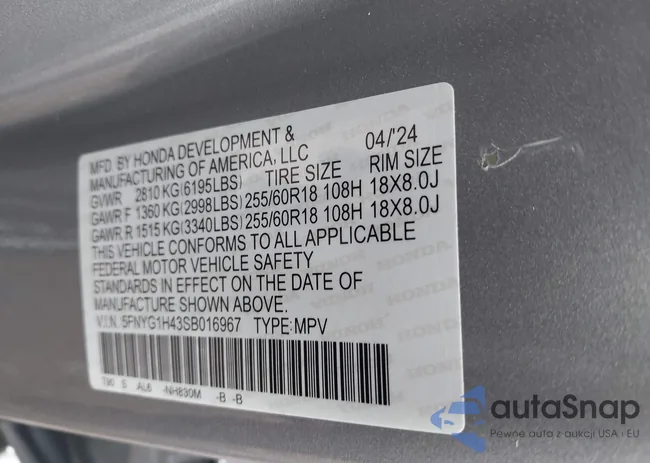 MFD. BY HONDA DEVELOPMENT &
MANUFACTURING OF AMERICA, LLC 04/'24
GVWR 2810 KG (6195LBS) TIRE SIZE RIM SIZE
GAWR F 1360 KG (2998LBS) 255/60R18 108H 18X8.0J
GAWR R 1515 KG (3340LBS) 255/60R18 108H 18X8.0J
THIS VEHICLE CONFORMS TO ALL APPLICABLE
FEDERAL MOTOR VEHICLE SAFETY
STANDARDS IN EFFECT ON THE DATE OF
MANUFACTURE SHOWN ABOVE.
V.I.N. 5FNYG1H43SB016967 TYPE:MPV
T90 S AL6 -NH830M -B -B
autaSnap
Pewne auta z aukcji USA i EU